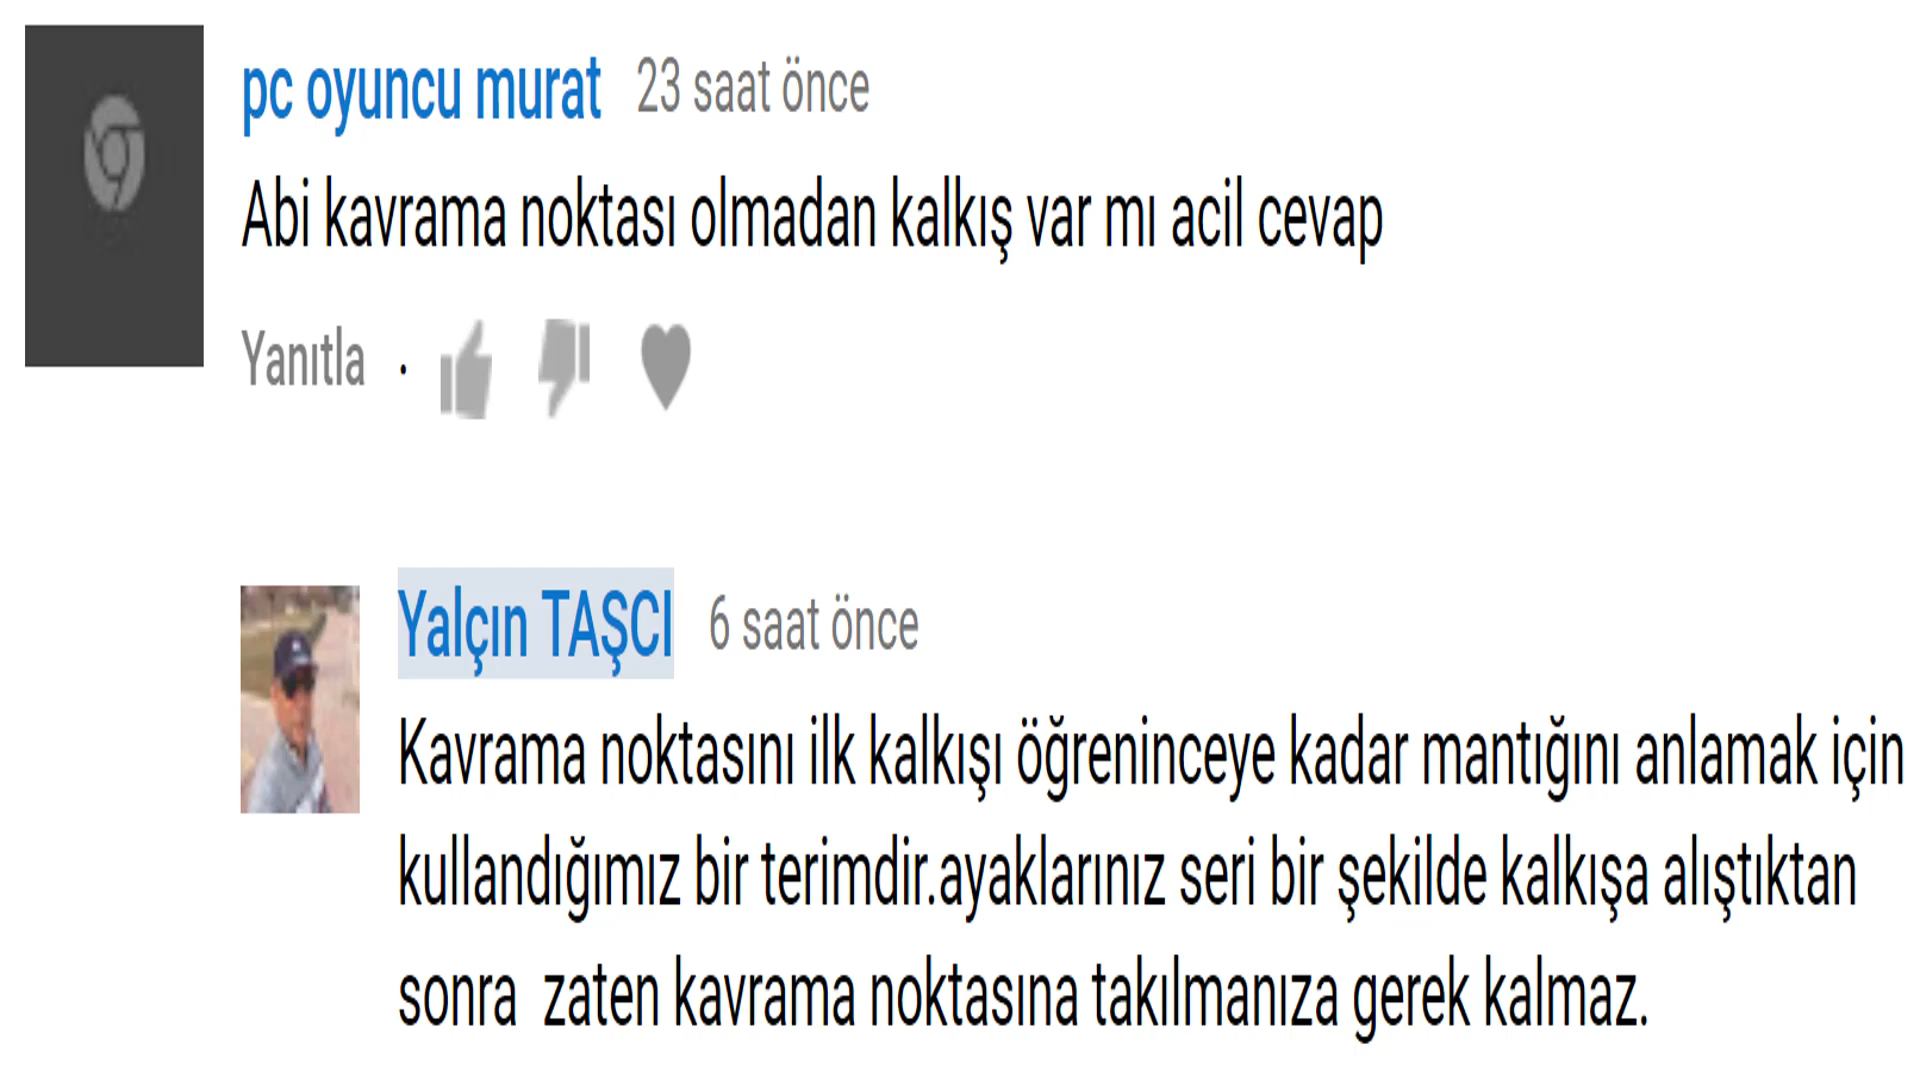 pc oyuncu murat 23 saat önce
Abi kavrama noktası olmadan kalkış var mı acil cevap
Yanıtla ·
Yalçın TAŞCI 6 saat önce
Kavrama noktasını ilk kalkışı öğreninceye kadar mantığını anlamak için
kullandığımız bir terimdir.ayaklarınız seri bir şekilde kalkışa alıştıktan
sonra  zaten kavrama noktasına takılmanıza gerek kalmaz.